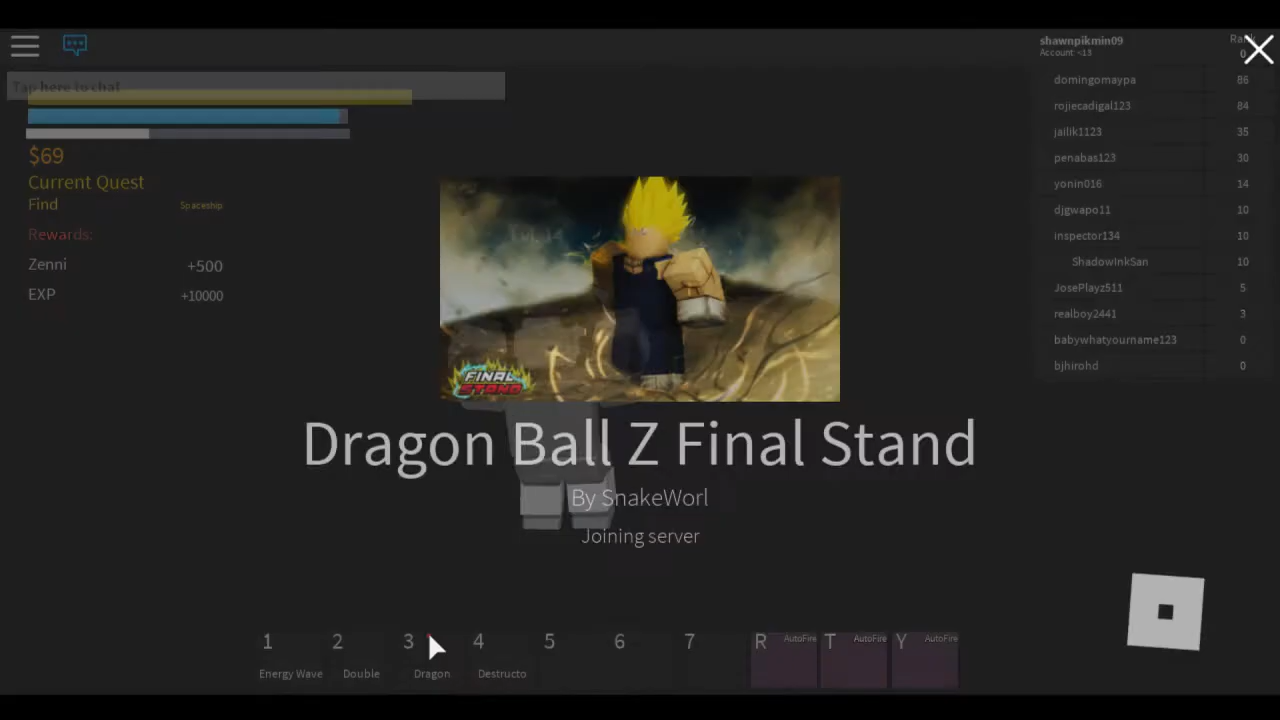 Tap here to chat
$69
Current Quest
Find Spaceship
Rewards:
Zenni +500
EXP +10000
shawnpikmin09
Account: <13
0
domingomaypa 86
rojiecadigal123 84
jailik1123 35
penabas123 30
yonin016 14
djgwapo11 10
inspector134 10
ShadowInkSan 10
JosePlayz511 5
realboy2441 3
babywhatyourname123 0
bjhirohd 0
FINAL
STAND
Dragon Ball Z Final Stand
By SnakeWorl
Joining server
1 2 3 4 5 6 7 R AutoFire T AutoFire Y AutoFire
Energy Wave Double Dragon Destructo